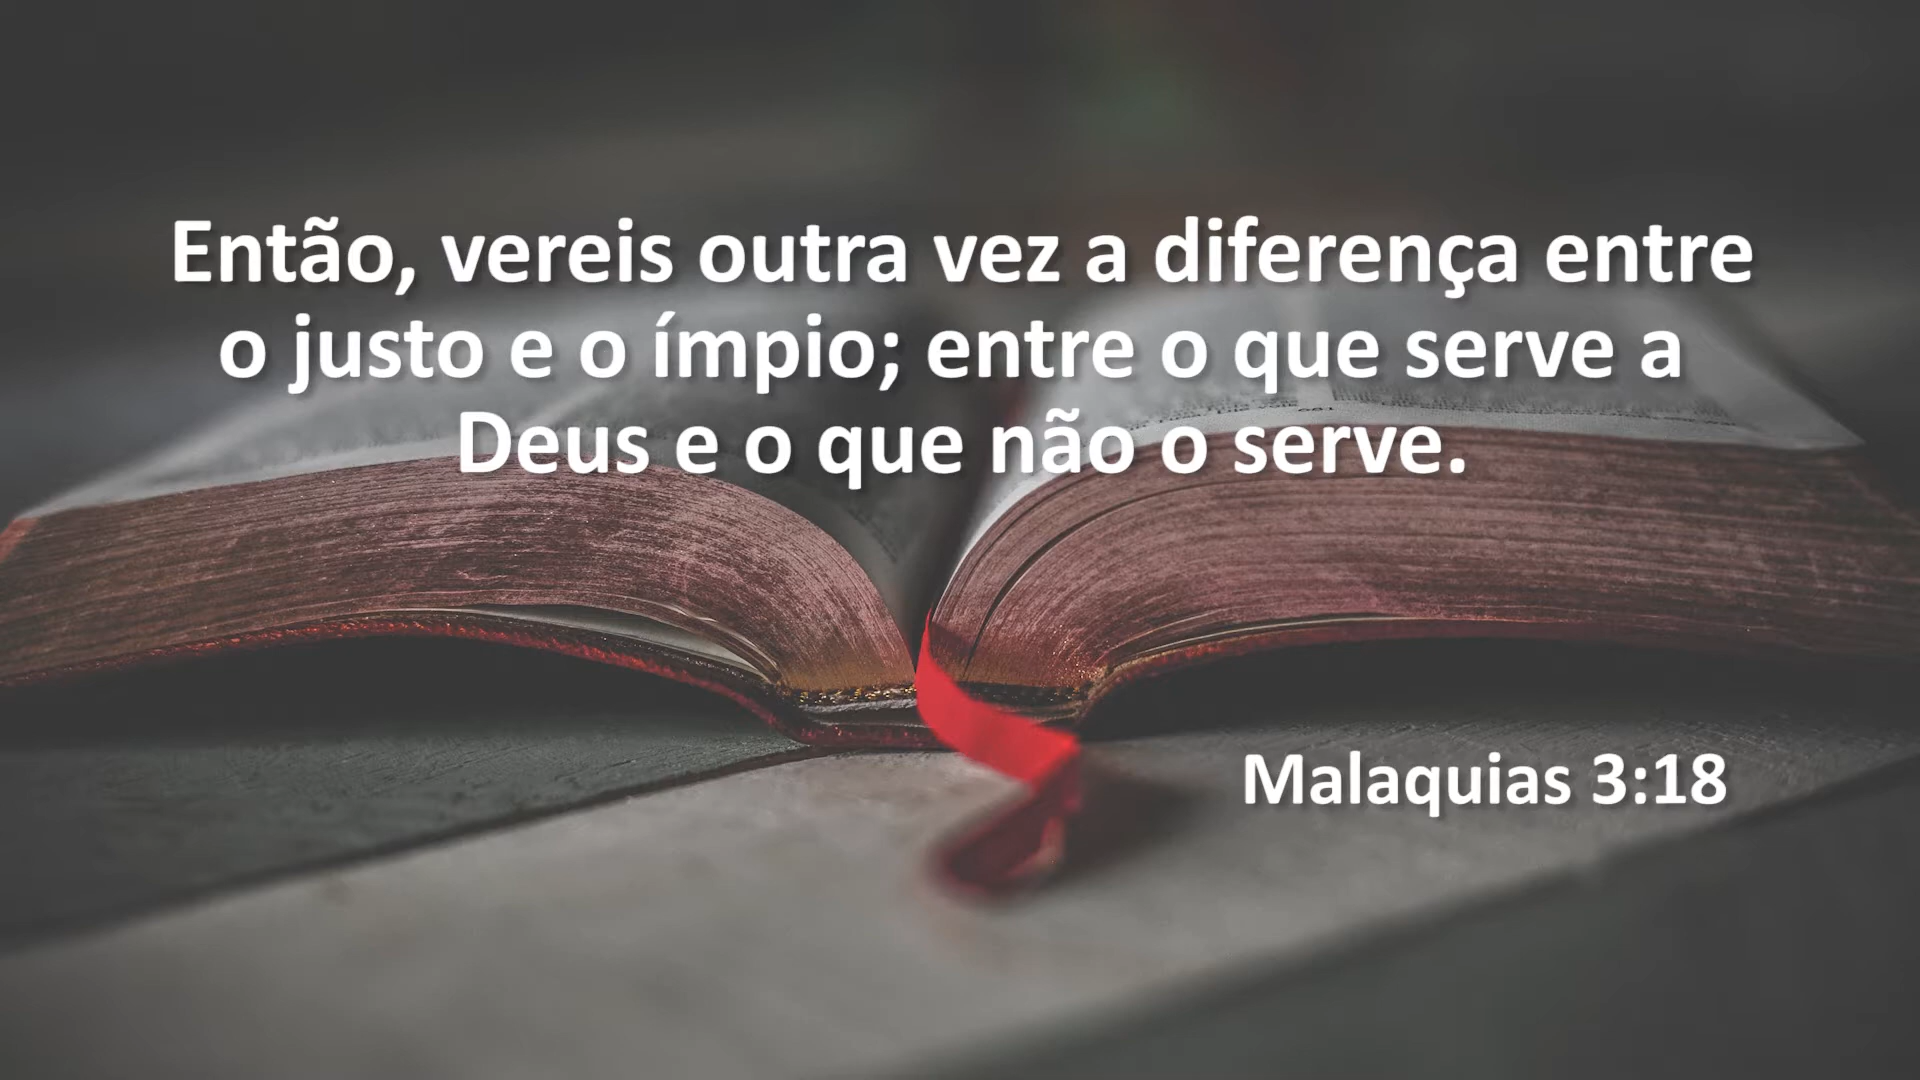 Então, vereis outra vez a diferença entre
o justo e o ímpio; entre o que serve a
Deus e o que não o serve.
Malaquias 3:18